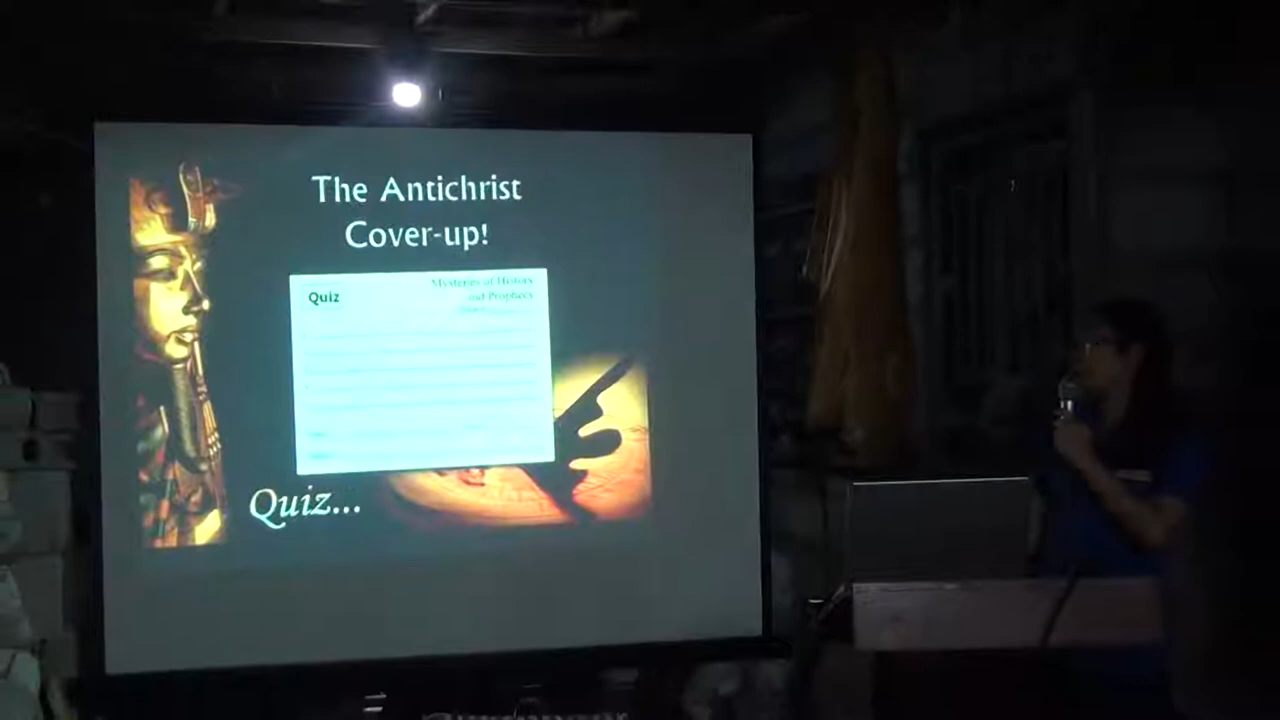 The Antichrist
Cover-up!
Quiz
Mysteries of History
and Prophecy
Quiz...